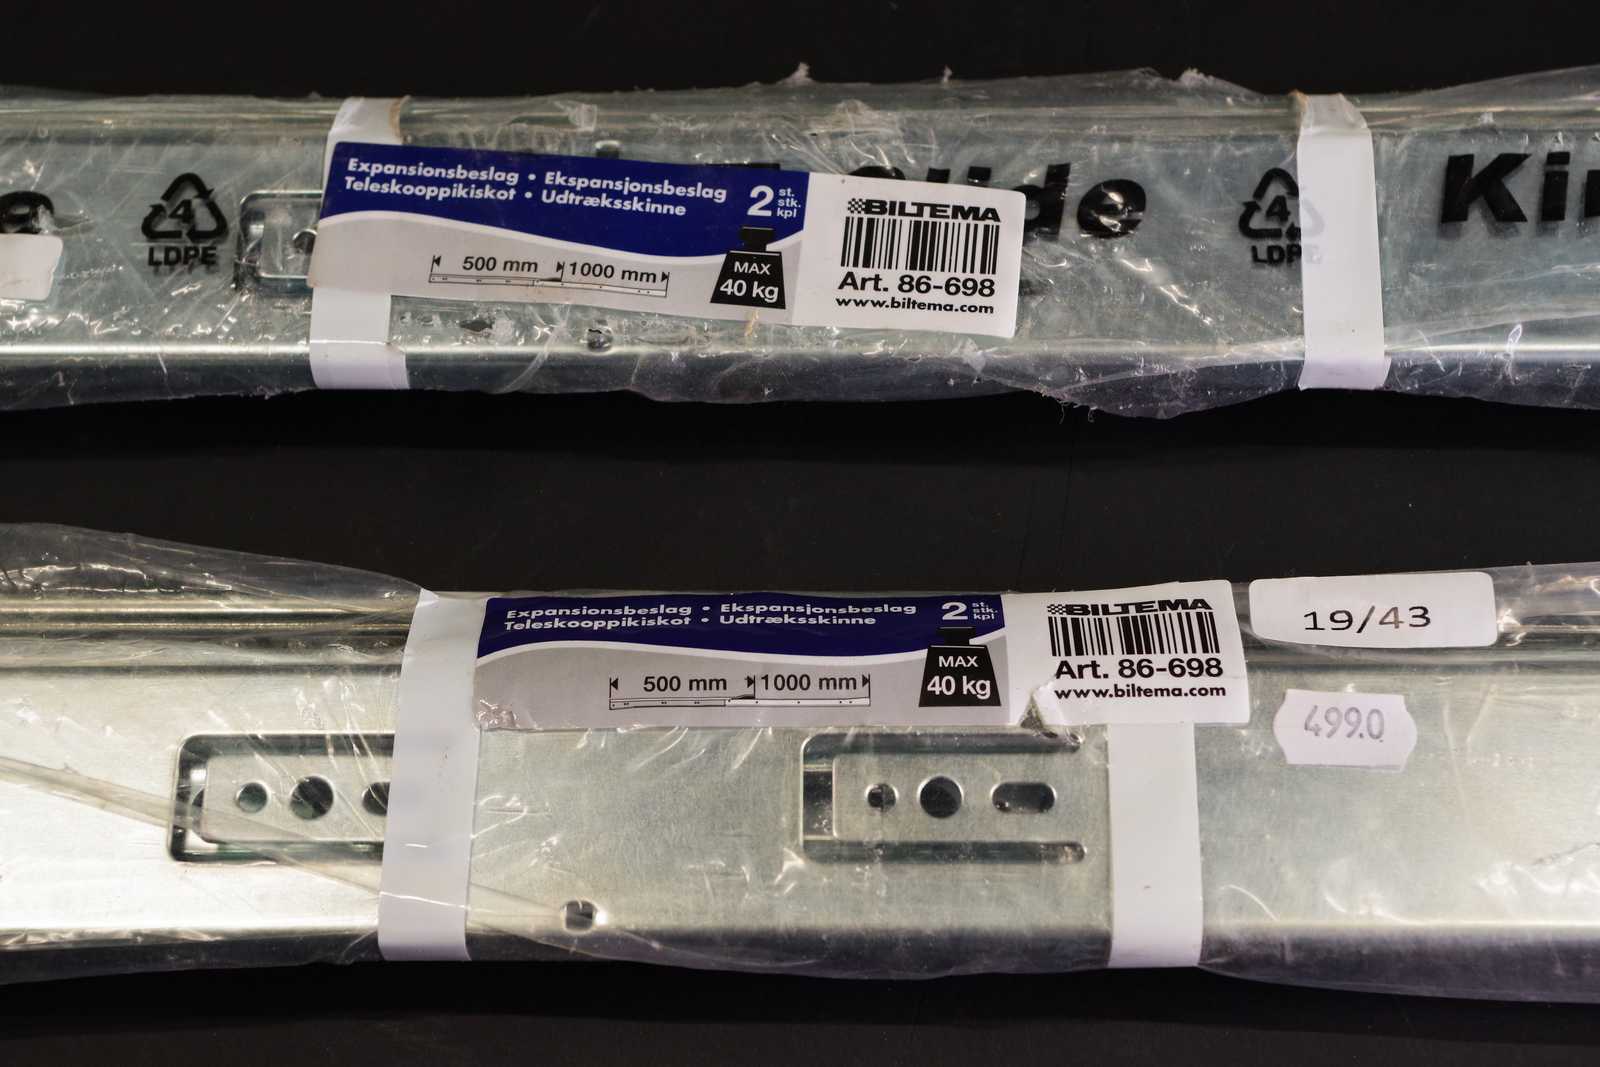 Expansionsbeslag • Ekspansjonsbeslag
Teleskooppikiskot • Udtræksskinne
2 st.
stk.
kpl
500 mm
1000 mm
MAX
40 kg
BILTEMA
Art. 86-698
www.biltema.com
4
LDPE
4
LDPE
Expansionsbeslag • Ekspansjonsbeslag
Teleskooppikiskot • Udtræksskinne
2 st.
stk.
kpl
500 mm
1000 mm
MAX
40 kg
BILTEMA
Art. 86-698
www.biltema.com
19/43
499.0